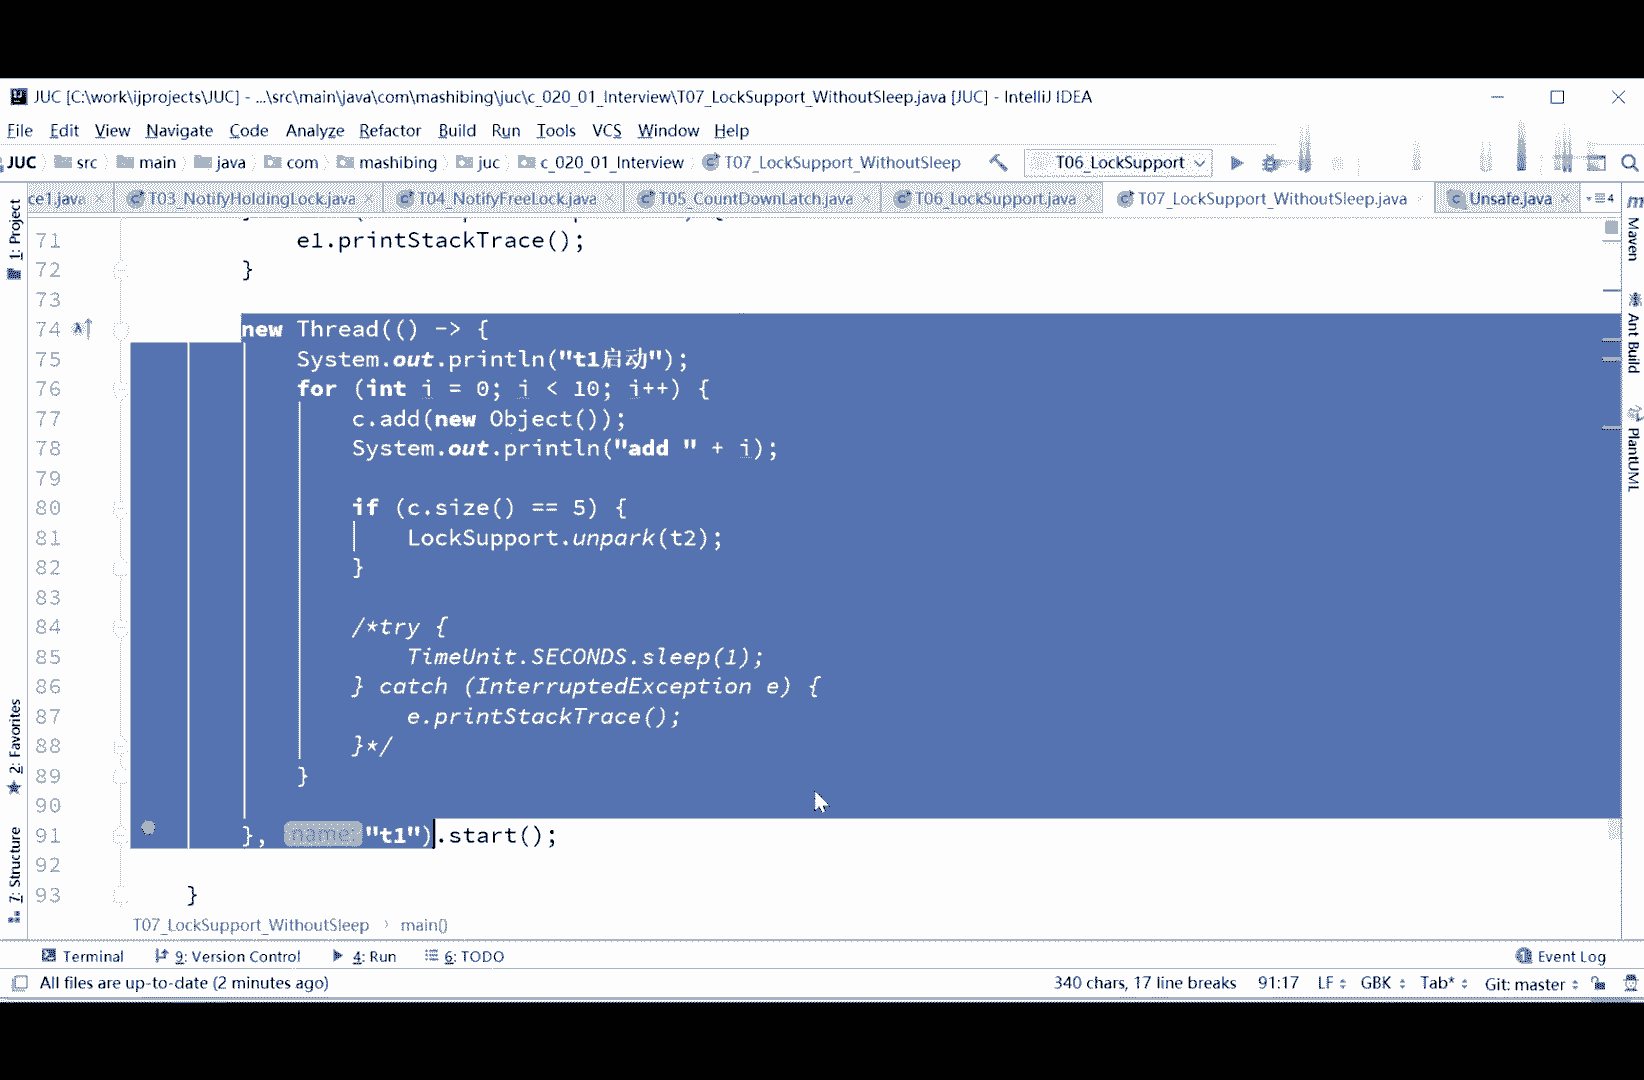 JUC [C:\work\ijprojects\JUC] - ...\src\main\java\com\mashibing\juc\c_020_01_Interview\T07_LockSupport_WithoutSleep.java [JUC] - IntelliJ IDEA
File Edit View Navigate Code Analyze Refactor Build Run Tools VCS Window Help
JUC src main java com mashibing juc c_020_01_Interview T07_LockSupport_WithoutSleep T06_LockSupport
ce1.java T03_NotifyHoldingLock.java T04_NotifyFreeLock.java T05_CountDownLatch.java T06_LockSupport.java T07_LockSupport_WithoutSleep.java Unsafe.java 4
71 e1.printStackTrace();
72 }
73
74 new Thread(() -> {
75 System.out.println("t1启动");
76 for (int i = 0; i < 10; i++) {
77 c.add(new Object());
78 System.out.println("add " + i);
79
80 if (c.size() == 5) {
81 LockSupport.unpark(t2);
82 }
83
84 /*try {
85 TimeUnit.SECONDS.sleep(1);
86 } catch (InterruptedException e) {
87 e.printStackTrace();
88 }*/
89 }
90
91 }, name: "t1").start();
92
93 }
T07_LockSupport_WithoutSleep › main()
Terminal 9: Version Control 4: Run 6: TODO Event Log
All files are up-to-date (2 minutes ago) 340 chars, 17 line breaks 91:17 LF GBK Tab* Git: master
1: Project
2: Favorites
7: Structure
Maven
Ant Build
PlantUML